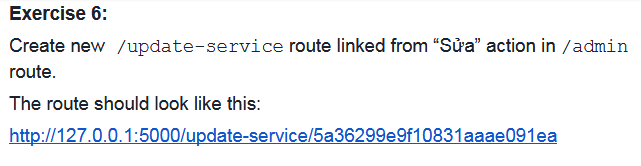 Exercise 6:
Create new /update-service route linked from “Sửa” action in /admin
route.
The route should look like this:
http://127.0.0.1:5000/update-service/5a36299e9f10831aaae091ea